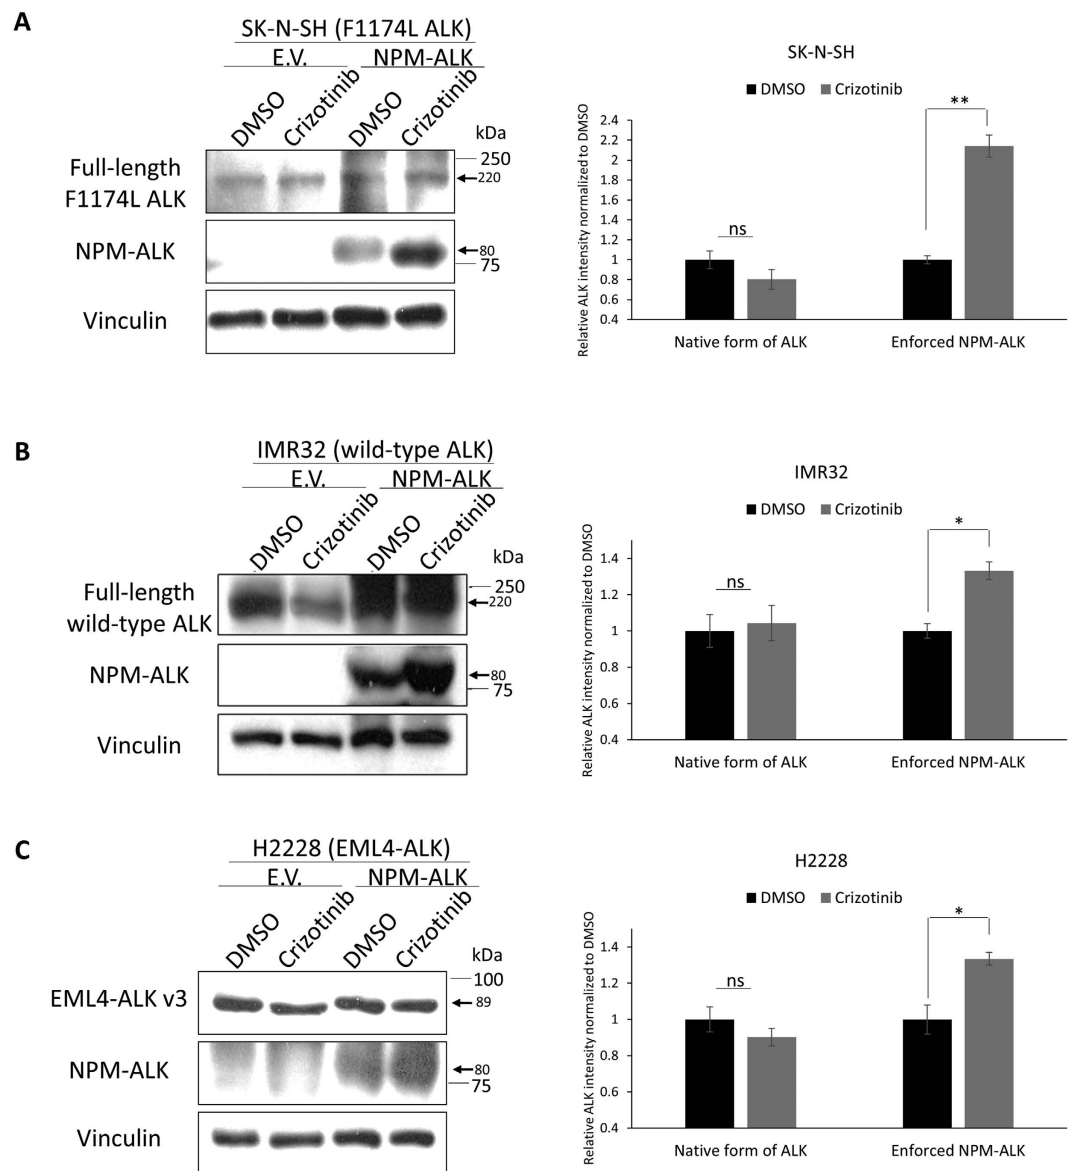 A
SK-N-SH (F1174L ALK)
E.V. NPM-ALK
DMSO Crizotinib DMSO Crizotinib
kDa
Full-length
F1174L ALK
250
220
NPM-ALK
80
75
Vinculin
SK-N-SH
DMSO Crizotinib
Relative ALK intensity normalized to DMSO
2.4
2.2
2
1.8
1.6
1.4
1.2
1
0.8
0.6
0.4
ns
**
Native form of ALK Enforced NPM-ALK
B
IMR32 (wild-type ALK)
E.V. NPM-ALK
DMSO Crizotinib DMSO Crizotinib
kDa
Full-length
wild-type ALK
250
220
NPM-ALK
80
75
Vinculin
IMR32
DMSO Crizotinib
Relative ALK intensity normalized to DMSO
1.4
1.2
1
0.8
0.6
0.4
ns
*
Native form of ALK Enforced NPM-ALK
C
H2228 (EML4-ALK)
E.V. NPM-ALK
DMSO Crizotinib DMSO Crizotinib
kDa
100
EML4-ALK v3
89
NPM-ALK
80
75
Vinculin
H2228
DMSO Crizotinib
Relative ALK intensity normalized to DMSO
1.4
1.2
1
0.8
0.6
0.4
ns
*
Native form of ALK Enforced NPM-ALK